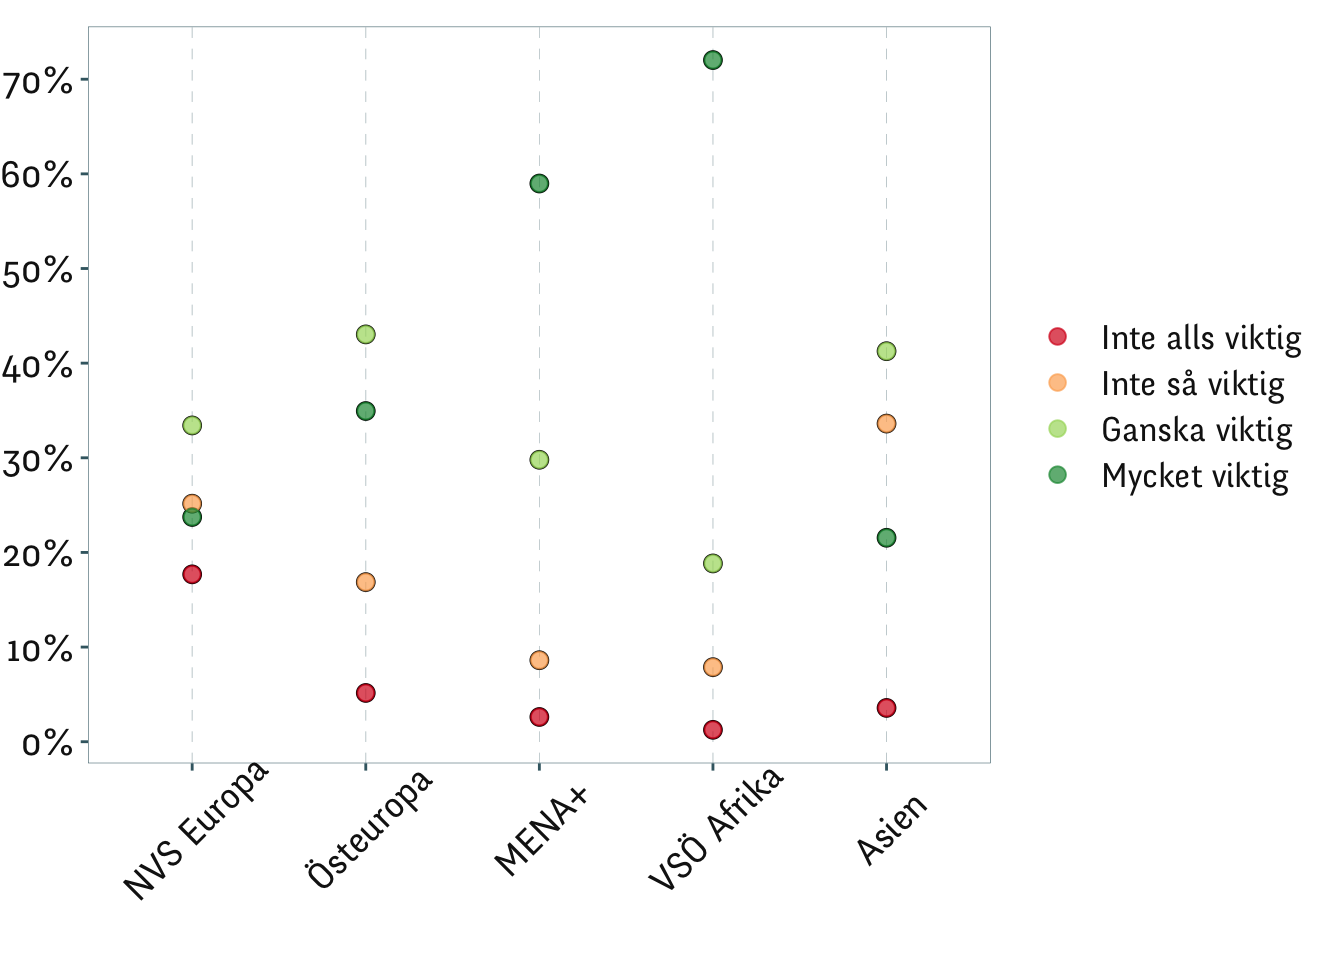 70%
60%
50%
40%
30%
20%
10%
0%
NVS Europa
Östeuropa
MENA+
VSÖ Afrika
Asien
Inte alls viktig
Inte så viktig
Ganska viktig
Mycket viktig